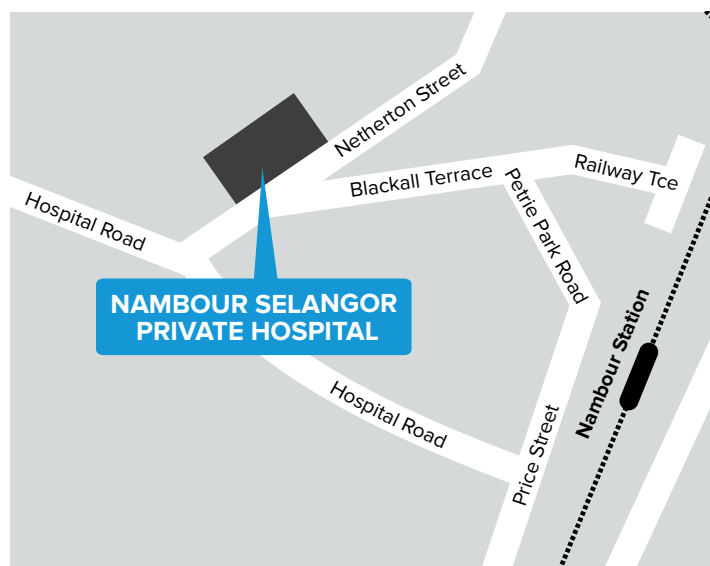 Netherton Street
Blackall Terrace
Railway Tce
Petrie Park Road
Hospital Road
NAMBOUR SELANGOR
PRIVATE HOSPITAL
Nambour Station
Hospital Road
Price Street